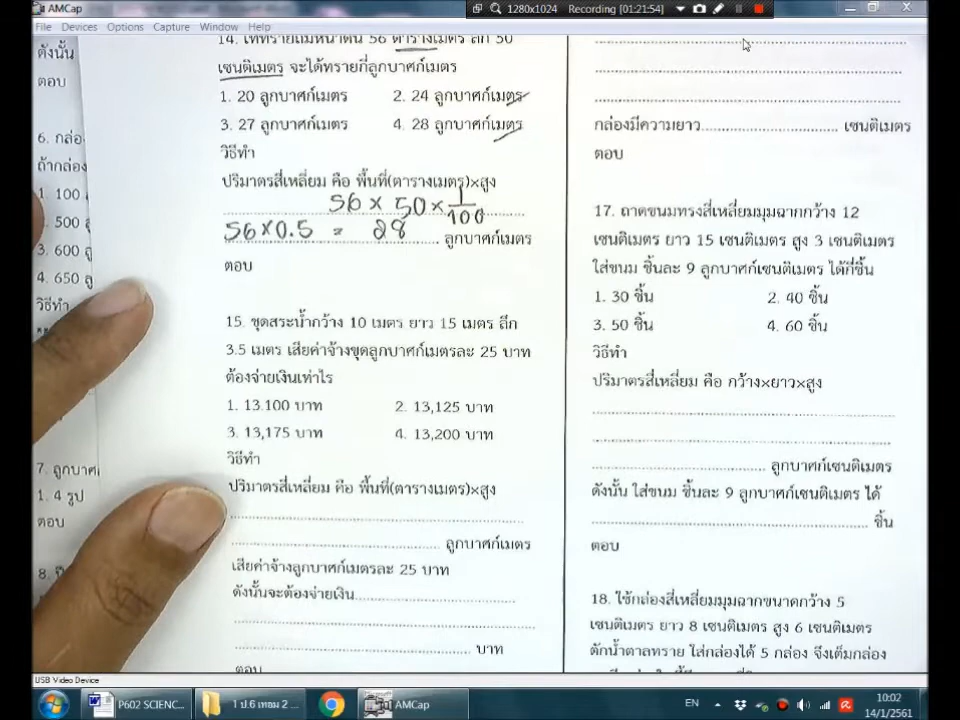 AMCap
1280x1024 Recording [01:21:54]
File Devices Options Capture Window Help
ดังนั้น
ตอบ
6. กล่อ
ถ้ากล่อง
1. 100
2. 500
3. 600 ลู
4. 650 ลู
วิธีทำ
7. ลูกบาศ
1. 4 รูป
ตอบ
14. เททรายแผ่หนาตน 56 ตารางเมตร ลึก 50
เซนติเมตร จะได้ทรายกี่ลูกบาศก์เมตร
1. 20 ลูกบาศก์เมตร 2. 24 ลูกบาศก์เมตร
3. 27 ลูกบาศก์เมตร 4. 28 ลูกบาศก์เมตร
วิธีทำ
ปริมาตรสี่เหลี่ยม คือ พื้นที่(ตารางเมตร)×สูง
56 × 50 × 1/100
56×0.5 = 28 ลูกบาศก์เมตร
ตอบ
15. ขุดสระน้ำกว้าง 10 เมตร ยาว 15 เมตร ลึก
3.5 เมตร เสียค่าจ้างขุดลูกบาศก์เมตรละ 25 บาท
ต้องจ่ายเงินเท่าไร
1. 13.100 บาท 2. 13,125 บาท
3. 13,175 บาท 4. 13,200 บาท
วิธีทำ
ปริมาตรสี่เหลี่ยม คือ พื้นที่(ตารางเมตร)×สูง
ลูกบาศก์เมตร
เสียค่าจ้างลูกบาศก์เมตรละ 25 บาท
ดังนั้นจะต้องจ่ายเงิน
บาท
ตอบ
กล่องมีความยาว เซนติเมตร
ตอบ
17. ถาดขนมทรงสี่เหลี่ยมมุมฉากกว้าง 12
เซนติเมตร ยาว 15 เซนติเมตร สูง 3 เซนติเมตร
ใส่ขนม ชิ้นละ 9 ลูกบาศก์เซนติเมตร ได้กี่ชิ้น
1. 30 ชิ้น 2. 40 ชิ้น
3. 50 ชิ้น 4. 60 ชิ้น
วิธีทำ
ปริมาตรสี่เหลี่ยม คือ กว้าง×ยาว×สูง
ลูกบาศก์เซนติเมตร
ดังนั้น ใส่ขนม ชิ้นละ 9 ลูกบาศก์เซนติเมตร ได้
ชิ้น
ตอบ
18. ใช้กล่องสี่เหลี่ยมมุมฉากขนาดกว้าง 5
เซนติเมตร ยาว 8 เซนติเมตร สูง 6 เซนติเมตร
ตักน้ำตาลทราย ใส่กล่องได้ 5 กล่อง จึงเต็มกล่อง
USB Video Device
P602 SCIENC... 1 ป.6 เทอม 2 ... AMCap EN
10:02
14/1/2561